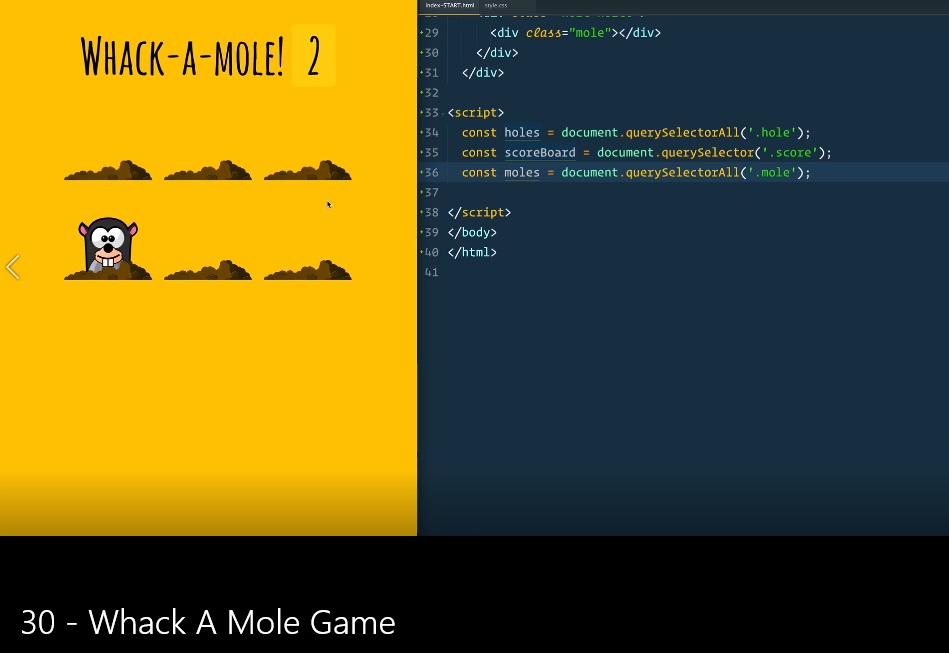 Whack-a-mole! 2
index-START.html style.css
29 <div class="mole"></div>
30 </div>
31 </div>
32
33 <script>
34 const holes = document.querySelectorAll('.hole');
35 const scoreBoard = document.querySelector('.score');
36 const moles = document.querySelectorAll('.mole');
37
38 </script>
39 </body>
40 </html>
41
30 - Whack A Mole Game